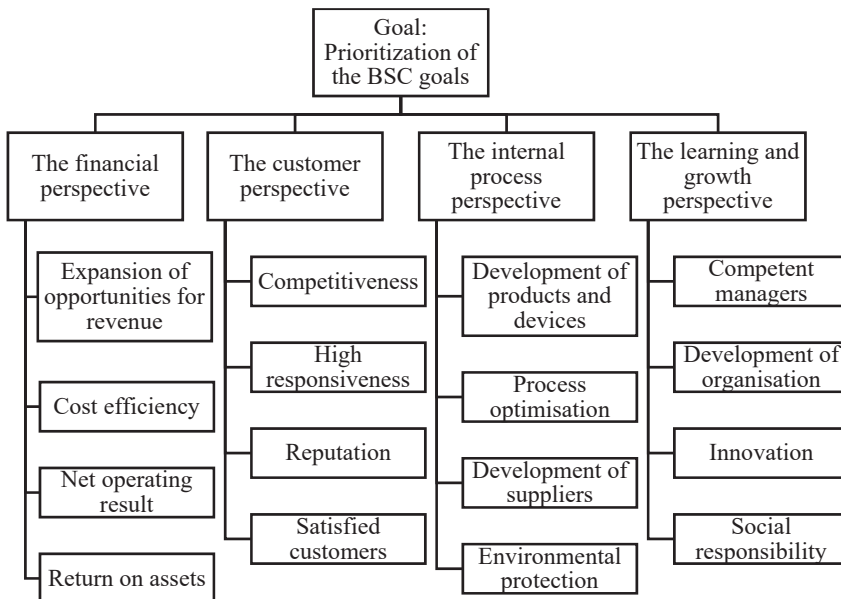 Goal:
Prioritization of
the BSC goals
The financial
perspective
The customer
perspective
The internal
process
perspective
The learning and
growth
perspective
Expansion of
opportunities for
revenue
Cost efficiency
Net operating
result
Return on assets
Competitiveness
High
responsiveness
Reputation
Satisfied
customers
Development of
products and
devices
Process
optimisation
Development of
suppliers
Environmental
protection
Competent
managers
Development of
organisation
Innovation
Social
responsibility